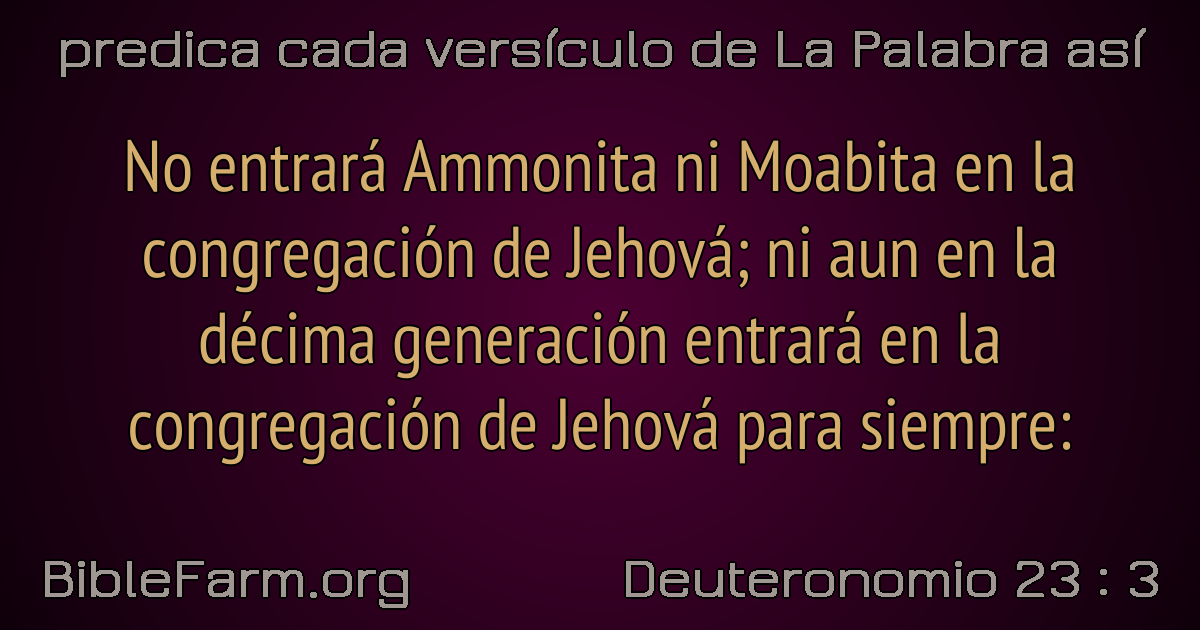 predica cada versículo de La Palabra así
No entrará Ammonita ni Moabita en la
congregación de Jehová; ni aun en la
décima generación entrará en la
congregación de Jehová para siempre:
BibleFarm.org
Deuteronomio 23 : 3